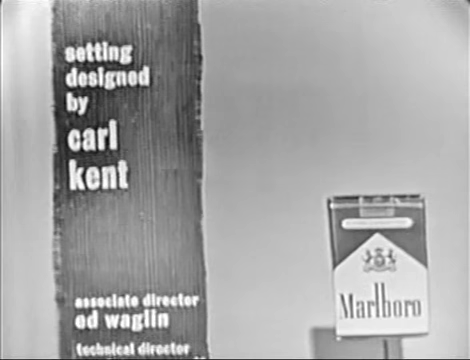 setting
designed
by
carl
kent
associate director
ed waglin
technical director
Marlboro